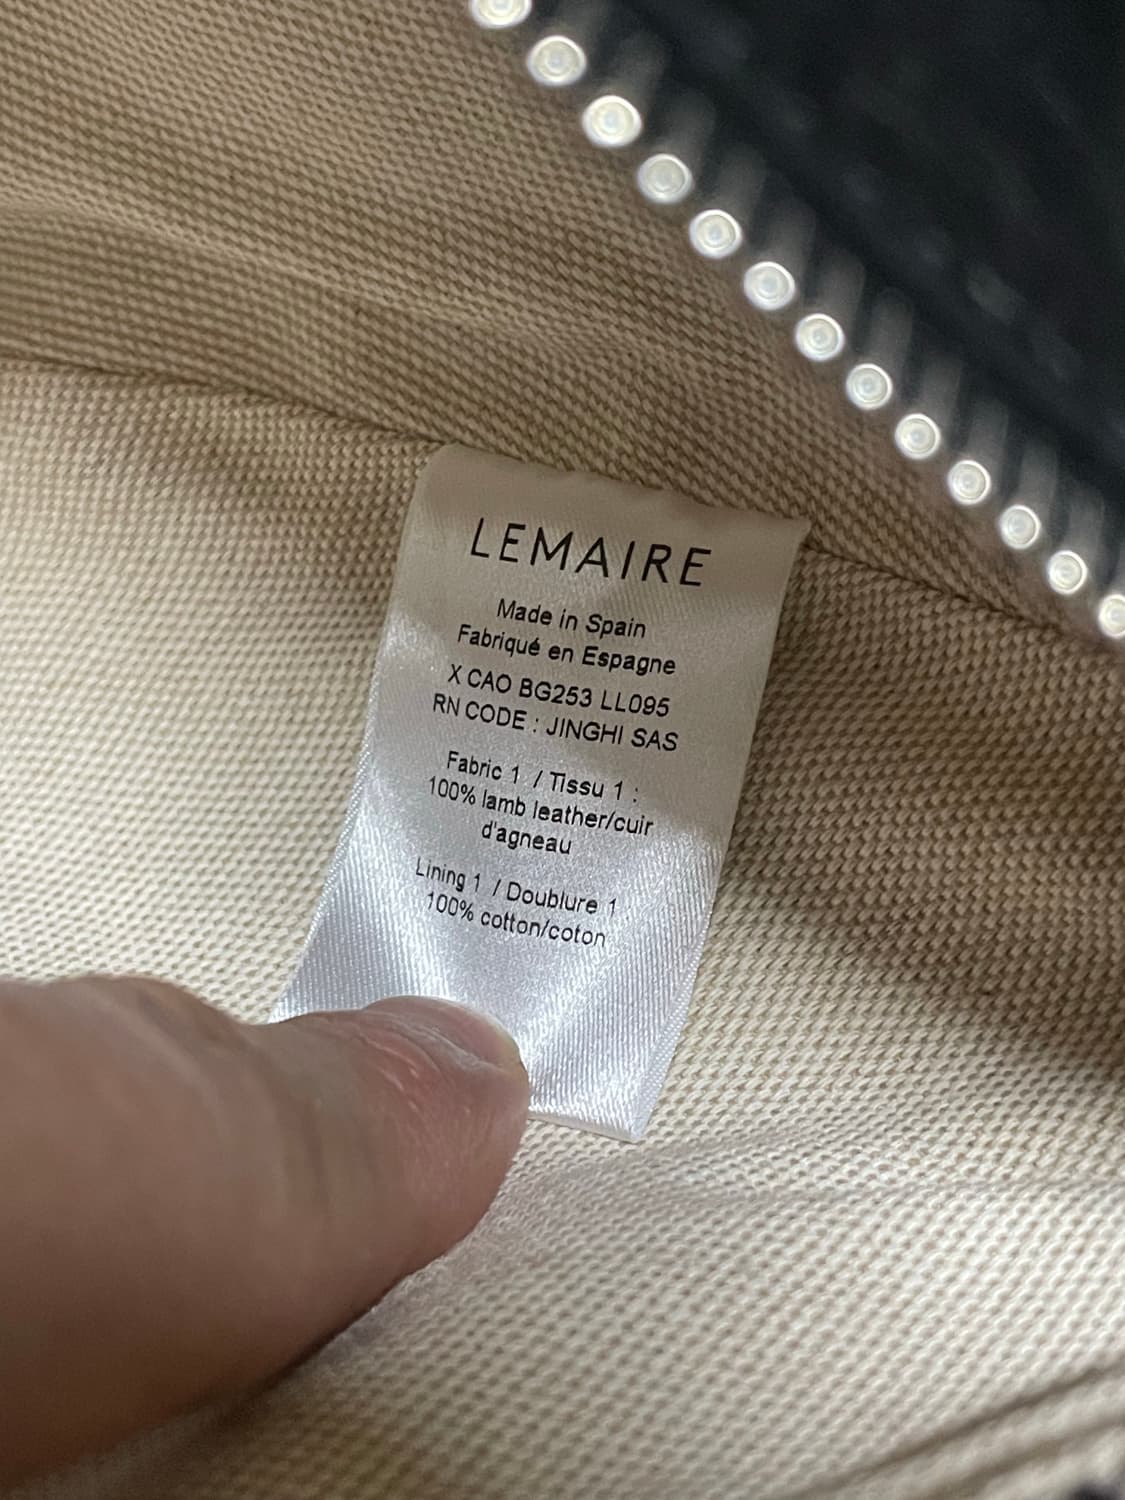 LEMAIRE
Made in Spain
Fabriqué en Espagne
X CAO BG253 LL095
RN CODE : JINGHI SAS
Fabric 1 / Tissu 1 :
100% lamb leather/cuir
d'agneau
Lining 1 / Doublure 1 :
100% cotton/coton